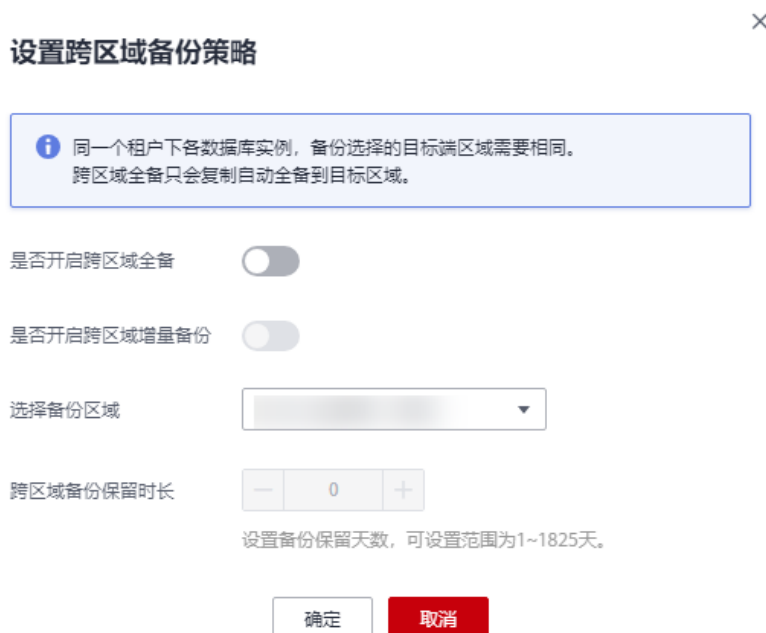 设置跨区域备份策略
同一个租户下各数据库实例，备份选择的目标端区域需要相同。
跨区域全备只会复制自动全备到目标区域。
是否开启跨区域全备
是否开启跨区域增量备份
选择备份区域
跨区域备份保留时长
0
设置备份保留天数，可设置范围为1~1825天。
确定 取消